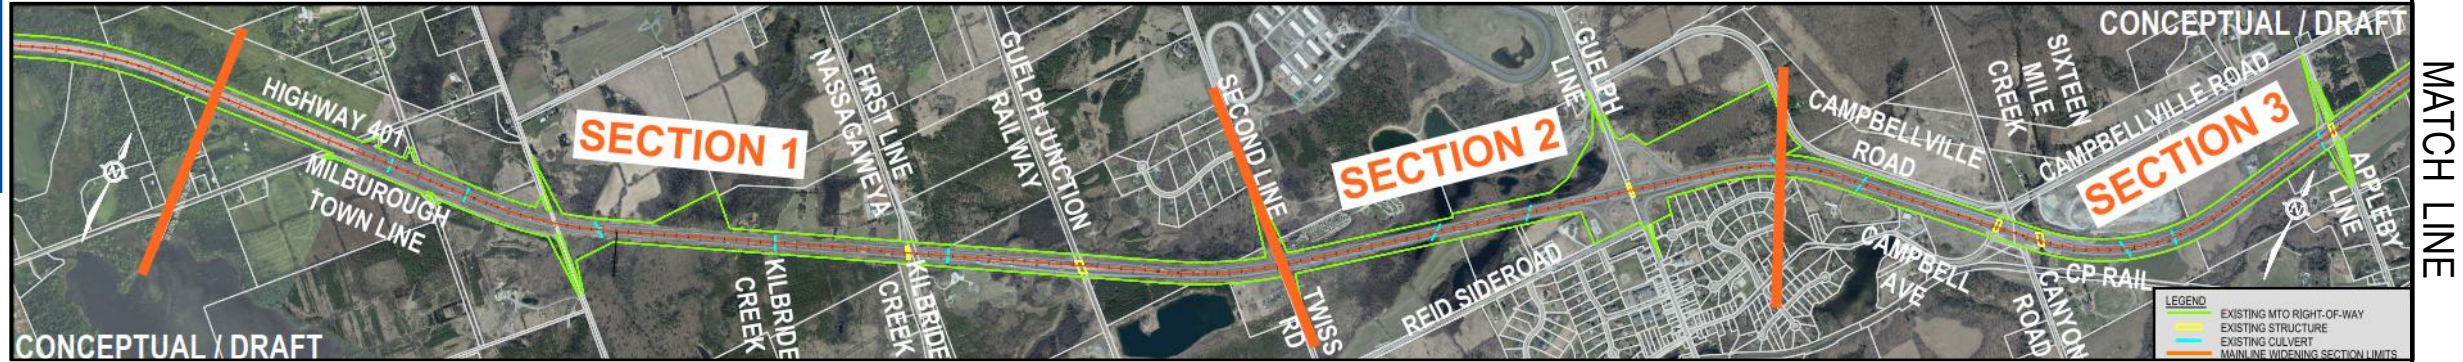 CONCEPTUAL / DRAFT
HIGHWAY 401
MILBOROUGH
TOWN LINE
SECTION 1
FIRST LINE
NASSAGAWEYA
KILBRIDE
CREEK
KILBRIDE
CREEK
GUELPH JUNCTION
RAILWAY
SECOND LINE
TWISS
RD
SECTION 2
REID SIDEROAD
GUELPH
LINE
CAMPBELLVILLE
ROAD
CAMPBELL
AVE
SIXTEEN
MILE
CREEK
CAMPBELLVILLE ROAD
SECTION 3
CANYON
ROAD
CP RAIL
APPLEBY
LINE
CONCEPTUAL / DRAFT
LEGEND
EXISTING MTO RIGHT-OF-WAY
EXISTING STRUCTURE
EXISTING CULVERT
MAINLINE WIDENING SECTION LIMITS
MATCH LINE